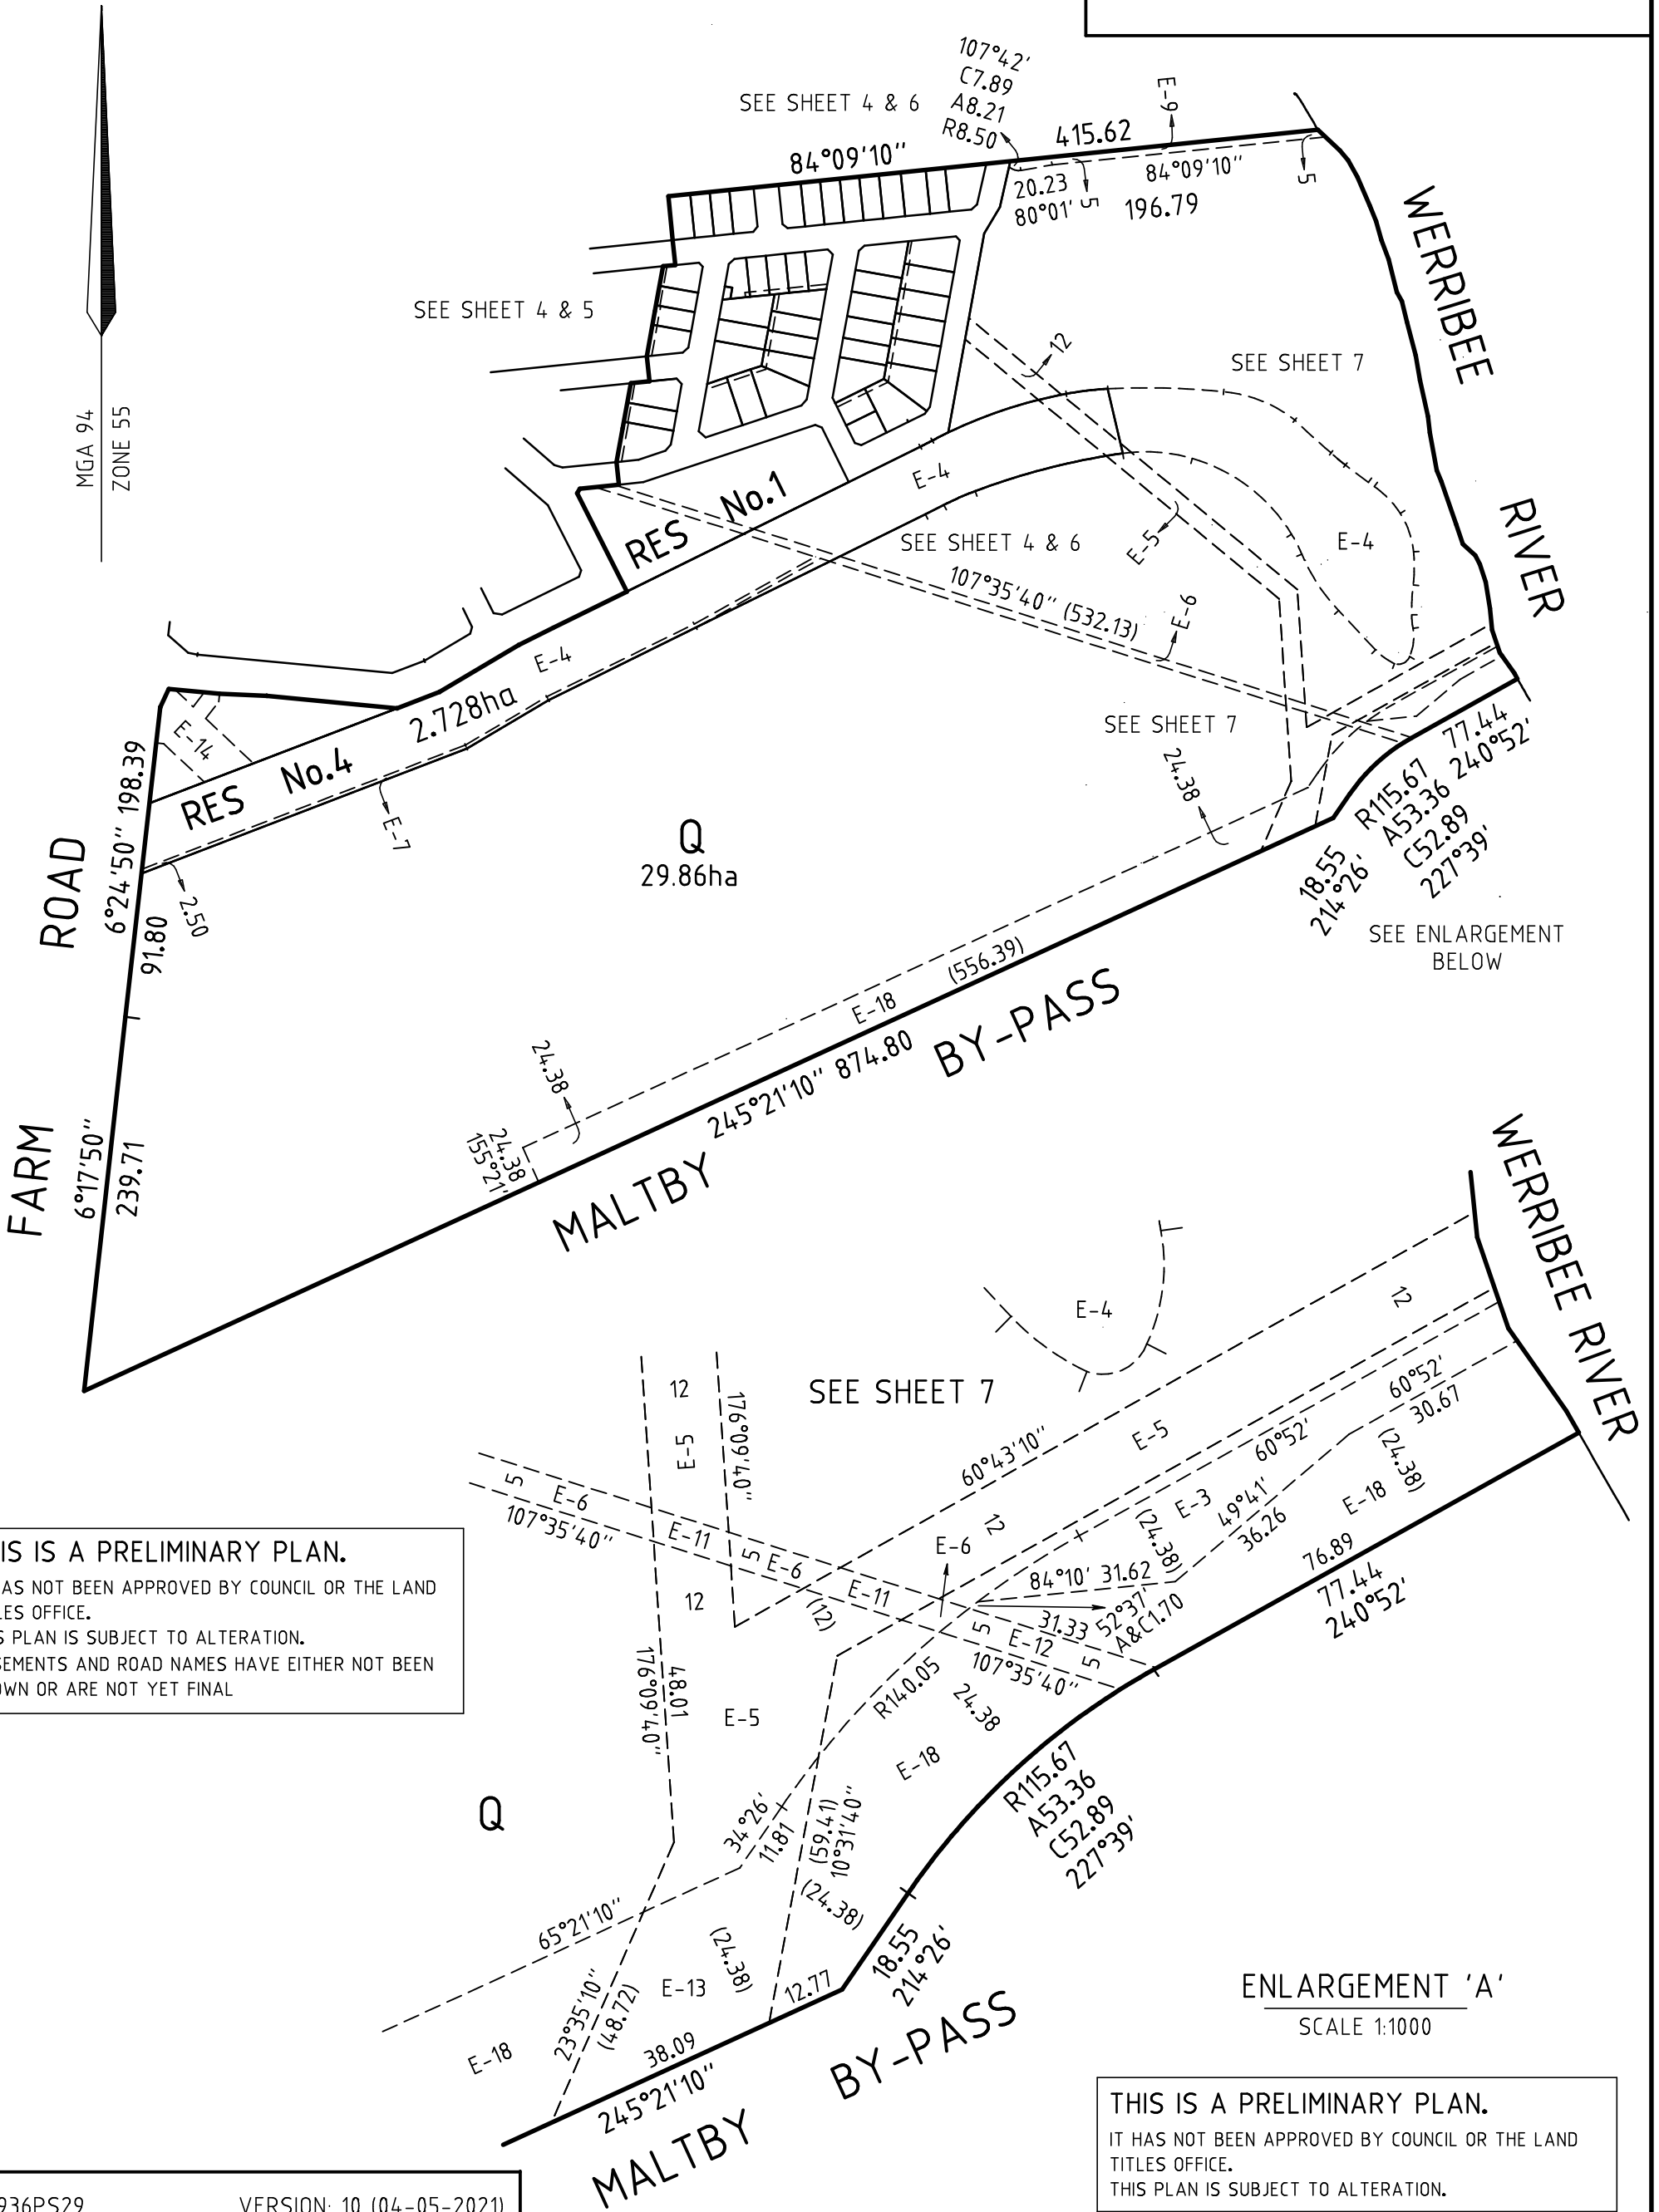 107°42'
C7.89
A8.21
R8.50
SEE SHEET 4 & 6
E-9
415.62
84°09'10"
84°09'10"
20.23
80°01'
5
196.79
5
WERRIBEE
RIVER
SEE SHEET 4 & 5
SEE SHEET 7
12
MGA 94
ZONE 55
RES No.1
E-4
SEE SHEET 4 & 6
E-5
E-4
107°35'40" (532.13)
E-6
E-4
2.728ha
SEE SHEET 7
24.38
77.44
240°52'
R115.67
A53.36
C52.89
227°39'
18.55
214°26'
SEE ENLARGEMENT
BELOW
E-14
RES No.4
E-7
2.50
6°24'50" 198.39
91.80
FARM ROAD
6°17'50"
239.71
Q
29.86ha
(556.39)
E-18
245°21'10" 874.80
24.38
24.38
155°21'
MALTBY BY-PASS
WERRIBEE RIVER
E-4
SEE SHEET 7
12
E-5
176°09'40"
12
60°43'10"
E-5
60°52'
60°52'
30.67
(24.38)
E-18
5
E-6
107°35'40"
E-11
5
E-6
E-11
(12)
12
E-6
12
E-3
49°41'
36.26
(24.38)
84°10' 31.62
31.33
52°37'
A&C1.70
5
E-12
5
107°35'40"
76.89
77.44
240°52'
176°09'40"
48.01
E-5
R140.05
24.38
E-18
R115.67
A53.36
C52.89
227°39'
Q
34°26'
11.81
(59.41)
10°31'40"
(24.38)
65°21'10"
(24.38)
E-13
12.77
18.55
214°26'
23°35'10"
(48.72)
E-18
38.09
245°21'10"
MALTBY BY-PASS
ENLARGEMENT 'A'
SCALE 1:1000
IS IS A PRELIMINARY PLAN.
AS NOT BEEN APPROVED BY COUNCIL OR THE LAND
LES OFFICE.
S PLAN IS SUBJECT TO ALTERATION.
SEMENTS AND ROAD NAMES HAVE EITHER NOT BEEN
OWN OR ARE NOT YET FINAL
THIS IS A PRELIMINARY PLAN.
IT HAS NOT BEEN APPROVED BY COUNCIL OR THE LAND
TITLES OFFICE.
THIS PLAN IS SUBJECT TO ALTERATION.
936PS29 VERSION: 10 (04-05-2021)